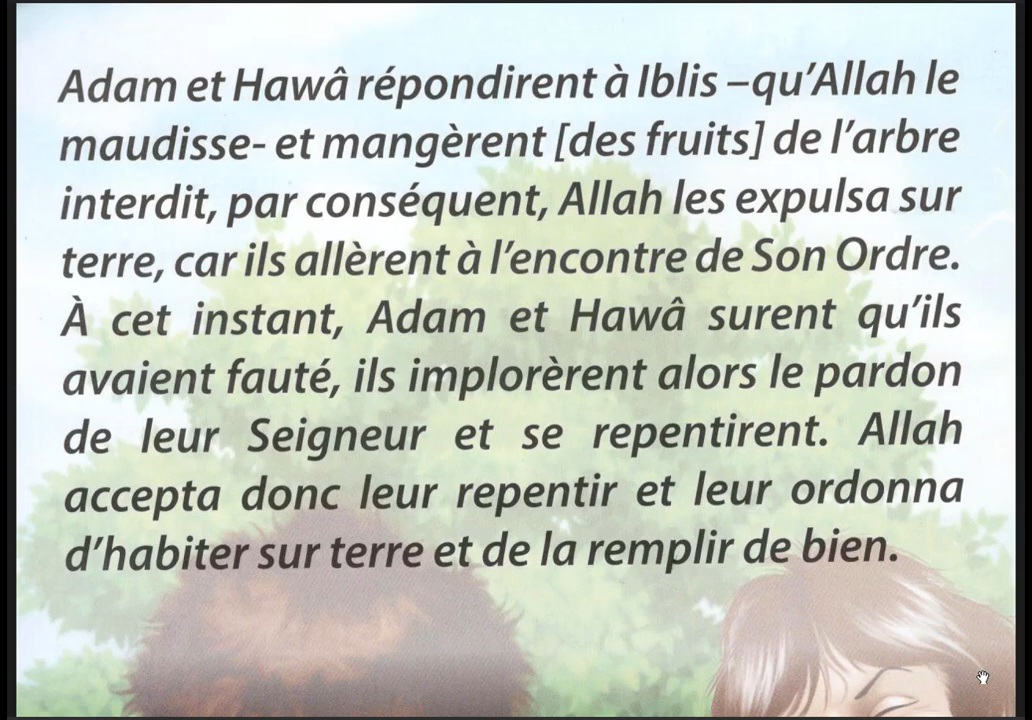 Adam et Hawâ répondirent à Iblis –qu’Allah le
maudisse- et mangèrent [des fruits] de l’arbre
interdit, par conséquent, Allah les expulsa sur
terre, car ils allèrent à l’encontre de Son Ordre.
À cet instant, Adam et Hawâ surent qu’ils
avaient fauté, ils implorèrent alors le pardon
de leur Seigneur et se repentirent. Allah
accepta donc leur repentir et leur ordonna
d’habiter sur terre et de la remplir de bien.